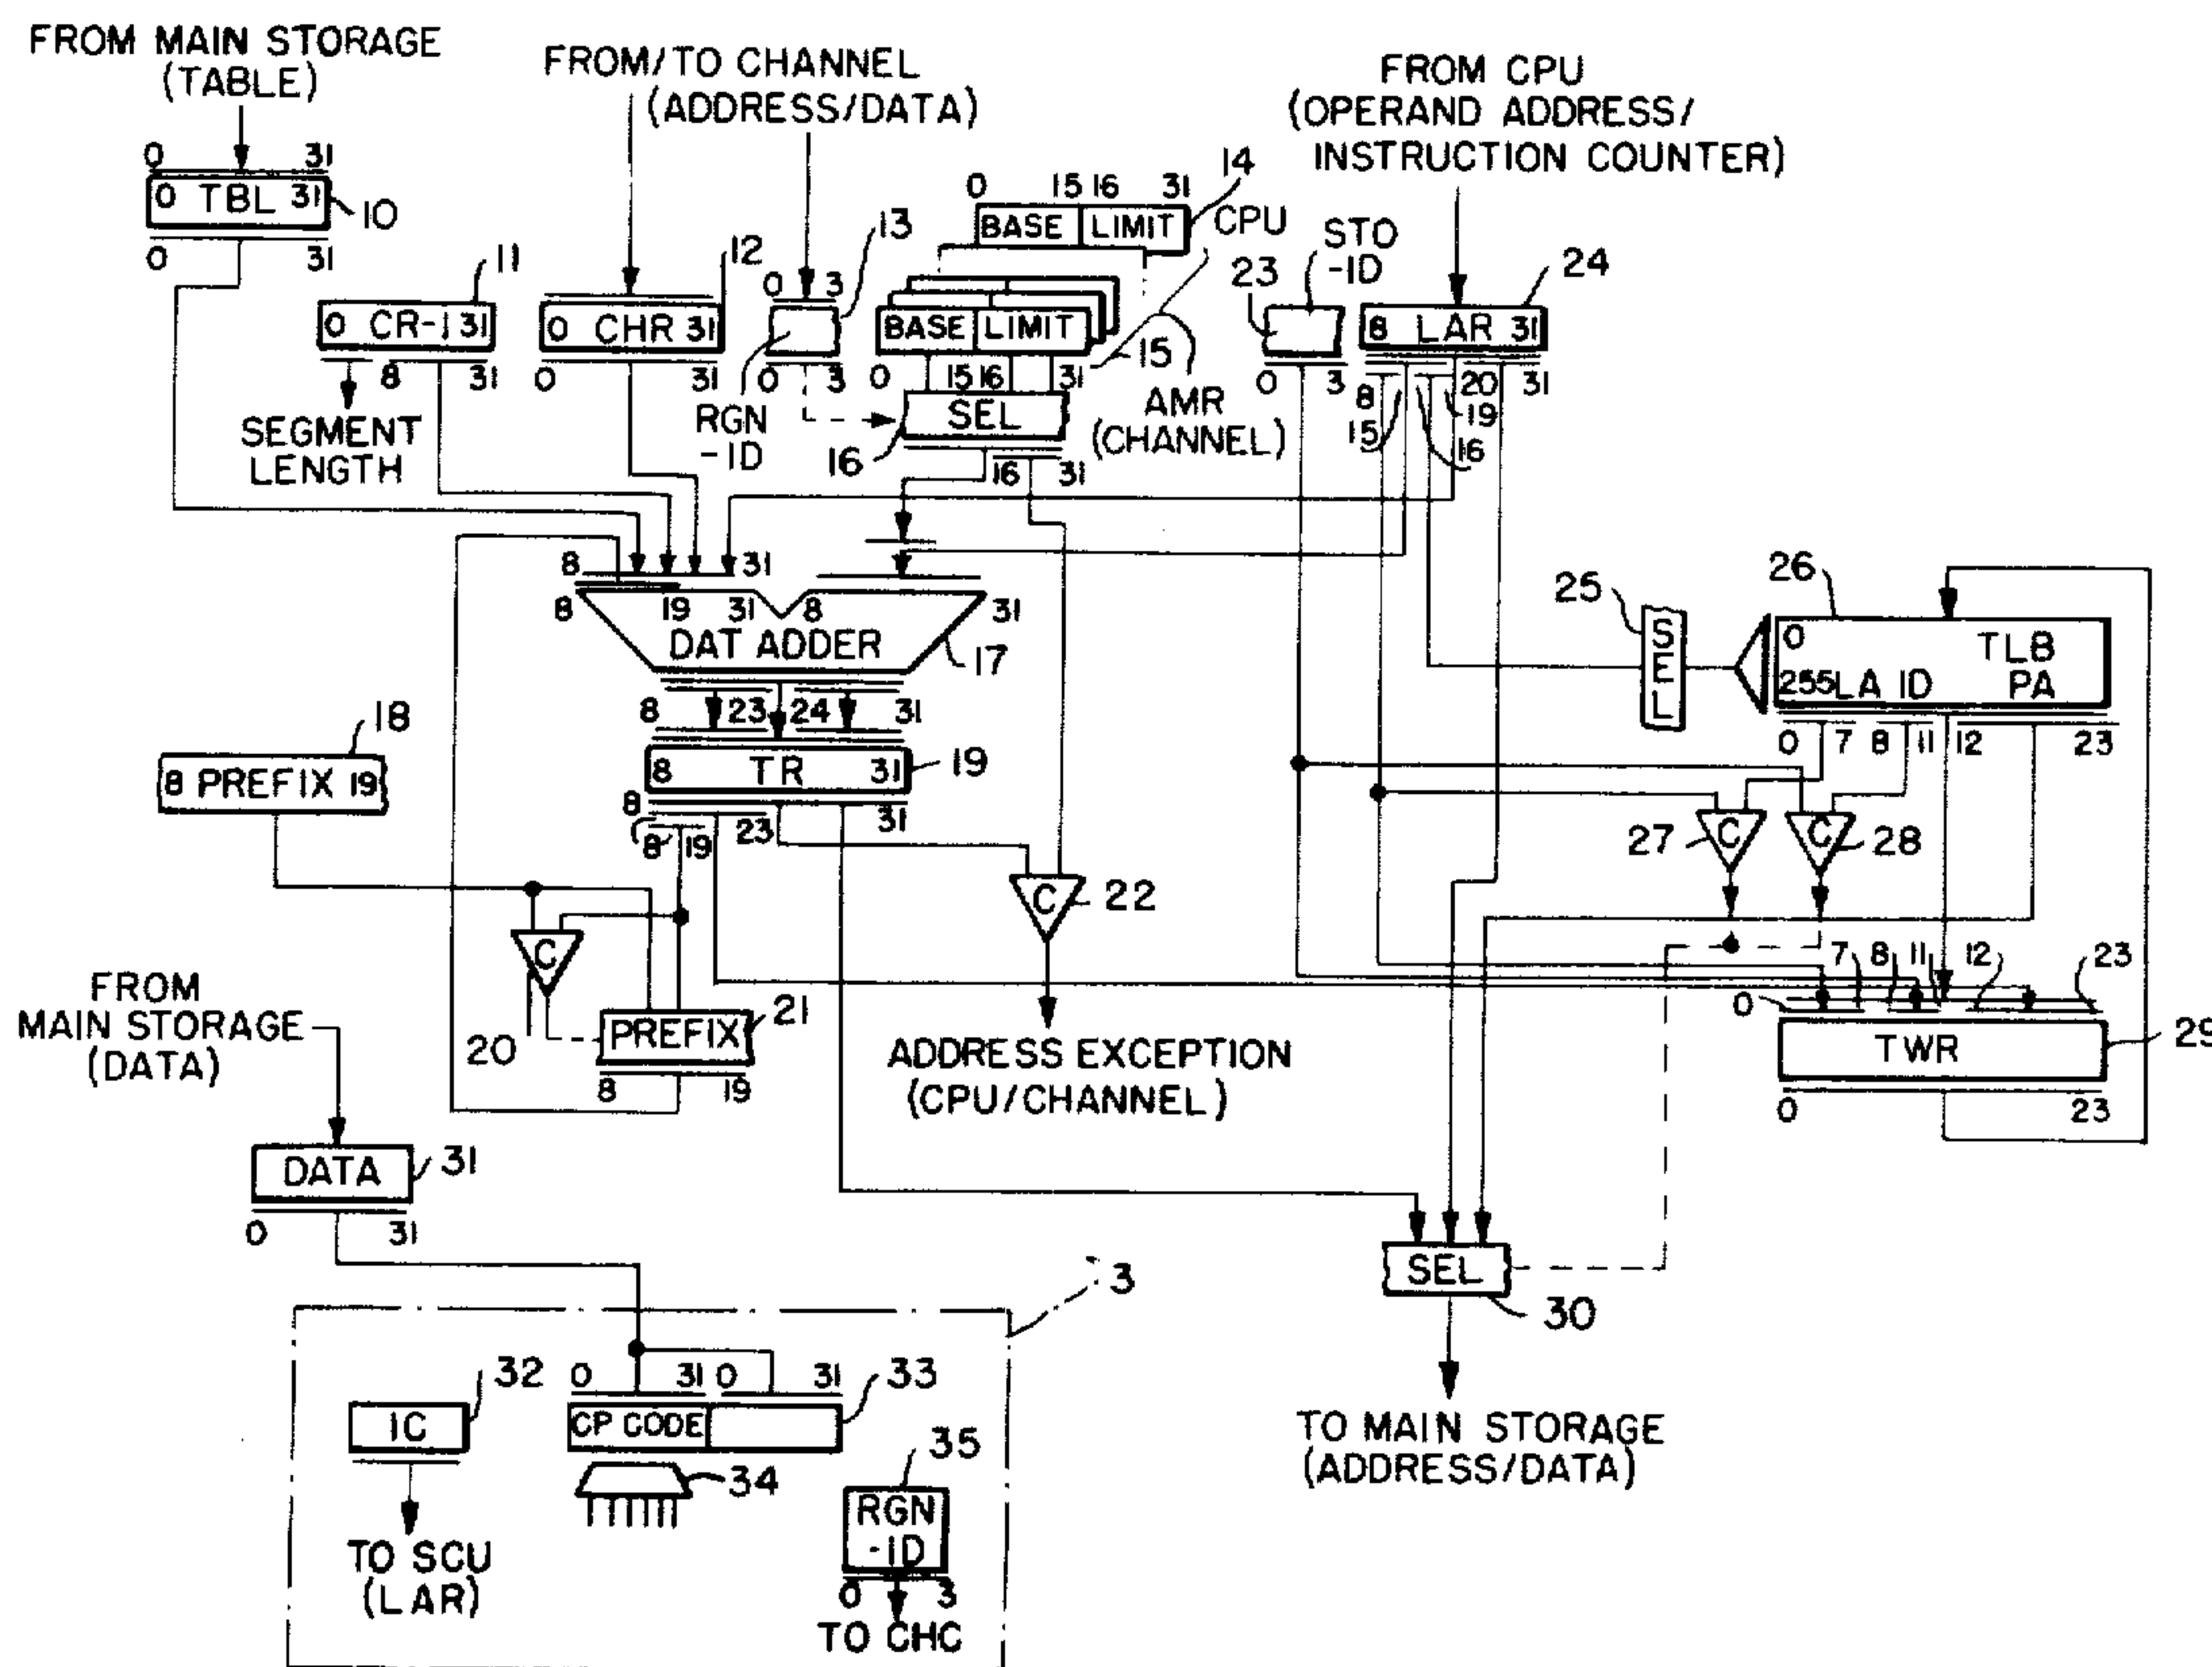 FROM MAIN STORAGE
(TABLE)
FROM/TO CHANNEL
(ADDRESS/DATA)
FROM CPU
(OPERAND ADDRESS/
INSTRUCTION COUNTER)
0 31
0 TBL 31
10
0 31
0 15 16 31
14
BASE LIMIT
CPU
11
0 CR-1 31
8 31
SEGMENT
LENGTH
12
0 CHR 31
0 31
13
0 3
0 3
RGN
-ID
BASE LIMIT
15
0 15 16 31
SEL
16
16 31
AMR
(CHANNEL)
STO
-ID
23
0 3
24
8 LAR 31
8 20 31
15 19
16
8 31
8 19 31 8 31
DAT ADDER
17
8 23 24 31
8 TR 31
19
8 23 31
8 19
18
8 PREFIX 19
C
20
PREFIX
21
8 19
C
22
ADDRESS EXCEPTION
(CPU/CHANNEL)
25
SEL
26
0 TLB
255 LA ID PA
0 7 8 11 12 23
27
C
C
28
7 8 11 12 23
0
TWR
29
0 23
FROM
MAIN STORAGE
(DATA)
DATA
31
0 31
SEL
30
TO MAIN STORAGE
(ADDRESS/DATA)
3
32
IC
TO SCU
(LAR)
0 31 0 31
33
CP CODE
34
35
RGN
-ID
0 3
TO CHC